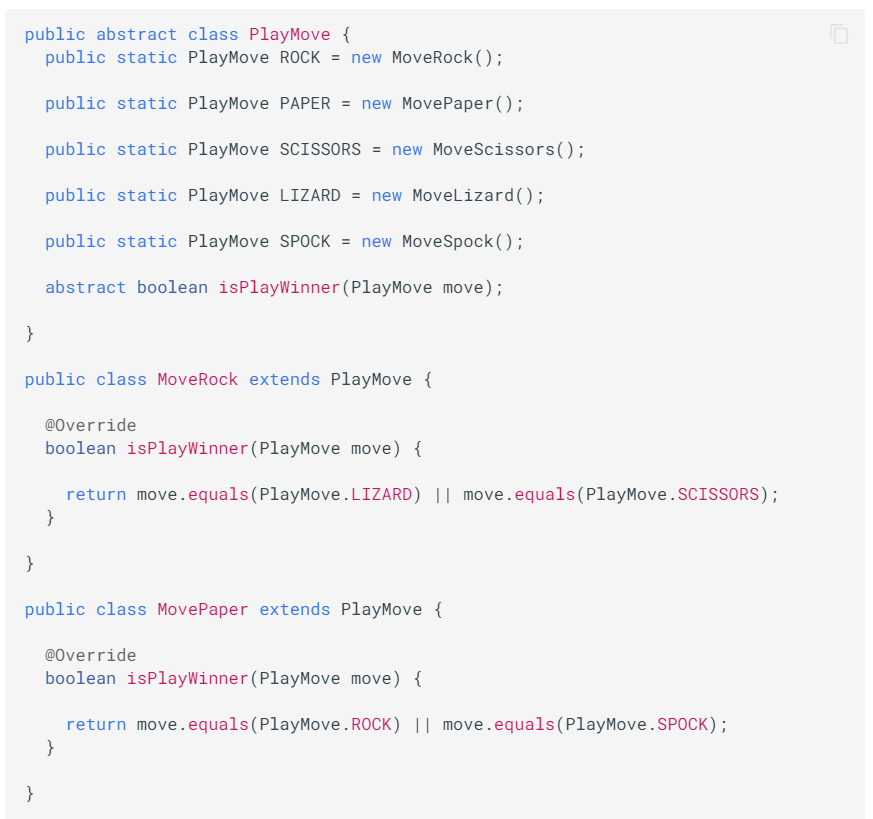 public abstract class PlayMove {
  public static PlayMove ROCK = new MoveRock();
  public static PlayMove PAPER = new MovePaper();
  public static PlayMove SCISSORS = new MoveScissors();
  public static PlayMove LIZARD = new MoveLizard();
  public static PlayMove SPOCK = new MoveSpock();
  abstract boolean isPlayWinner(PlayMove move);
}
public class MoveRock extends PlayMove {
  @Override
  boolean isPlayWinner(PlayMove move) {
    return move.equals(PlayMove.LIZARD) || move.equals(PlayMove.SCISSORS);
  }
}
public class MovePaper extends PlayMove {
  @Override
  boolean isPlayWinner(PlayMove move) {
    return move.equals(PlayMove.ROCK) || move.equals(PlayMove.SPOCK);
  }
}